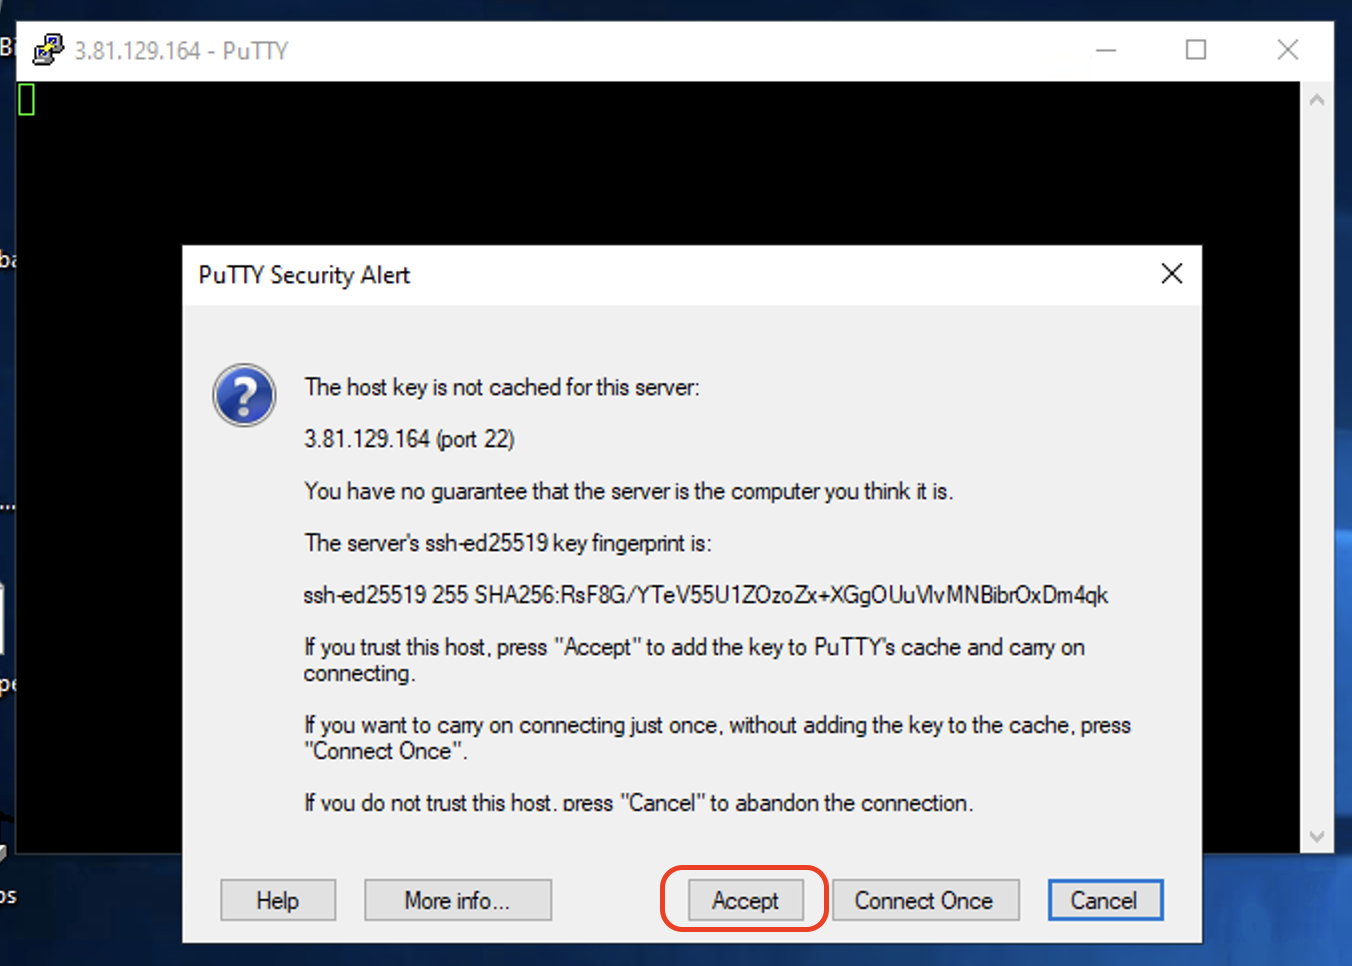 3.81.129.164 - PuTTY
PuTTY Security Alert
The host key is not cached for this server:
3.81.129.164 (port 22)
You have no guarantee that the server is the computer you think it is.
The server's ssh-ed25519 key fingerprint is:
ssh-ed25519 255 SHA256:RsF8G/YTeV55U1ZOzoZx+XGgOUuVlvMNBibrOxDm4qk
If you trust this host, press "Accept" to add the key to PuTTY's cache and carry on
connecting.
If you want to carry on connecting just once, without adding the key to the cache, press
"Connect Once".
If you do not trust this host, press "Cancel" to abandon the connection.
Help
More info...
Accept
Connect Once
Cancel